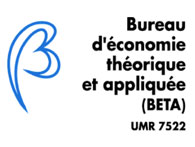 Bureau
d'économie
théorique
et appliquée
(BETA)
UMR 7522